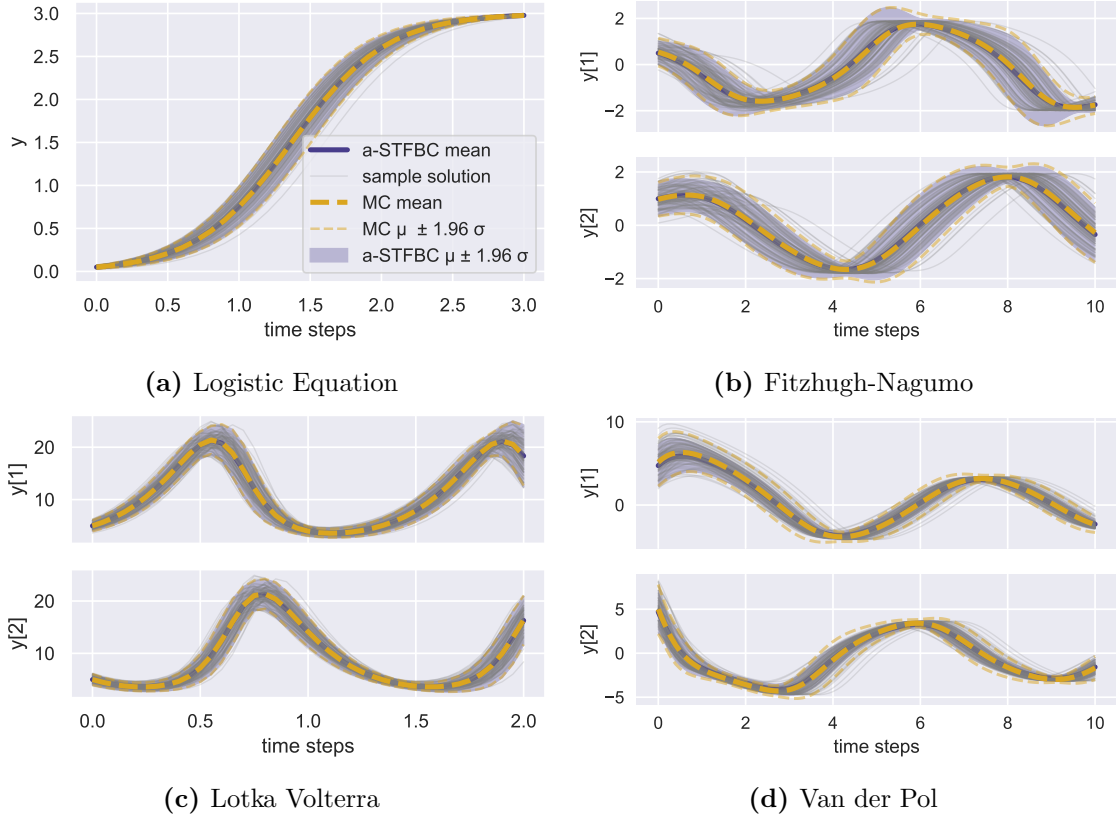 3.0
2.5
2.0
1.5
1.0
0.5
0.0
y
a-STFBC mean
sample solution
MC mean
MC μ ± 1.96 σ
a-STFBC μ ± 1.96 σ
0.0 0.5 1.0 1.5 2.0 2.5 3.0
time steps
(a) Logistic Equation
y[1]
2
0
−2
y[2]
2
0
−2
0 2 4 6 8 10
time steps
(b) Fitzhugh-Nagumo
y[1]
20
10
y[2]
20
10
0.0 0.5 1.0 1.5 2.0
time steps
(c) Lotka Volterra
y[1]
10
0
y[2]
5
0
−5
0 2 4 6 8 10
time steps
(d) Van der Pol